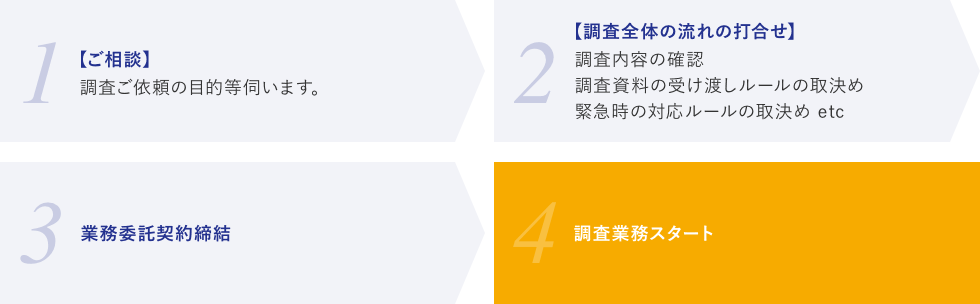 1
【ご相談】
調査ご依頼の目的等伺います。
2
【調査全体の流れの打合せ】
調査内容の確認
調査資料の受け渡しルールの取決め
緊急時の対応ルールの取決め etc
3
業務委託契約締結
4
調査業務スタート